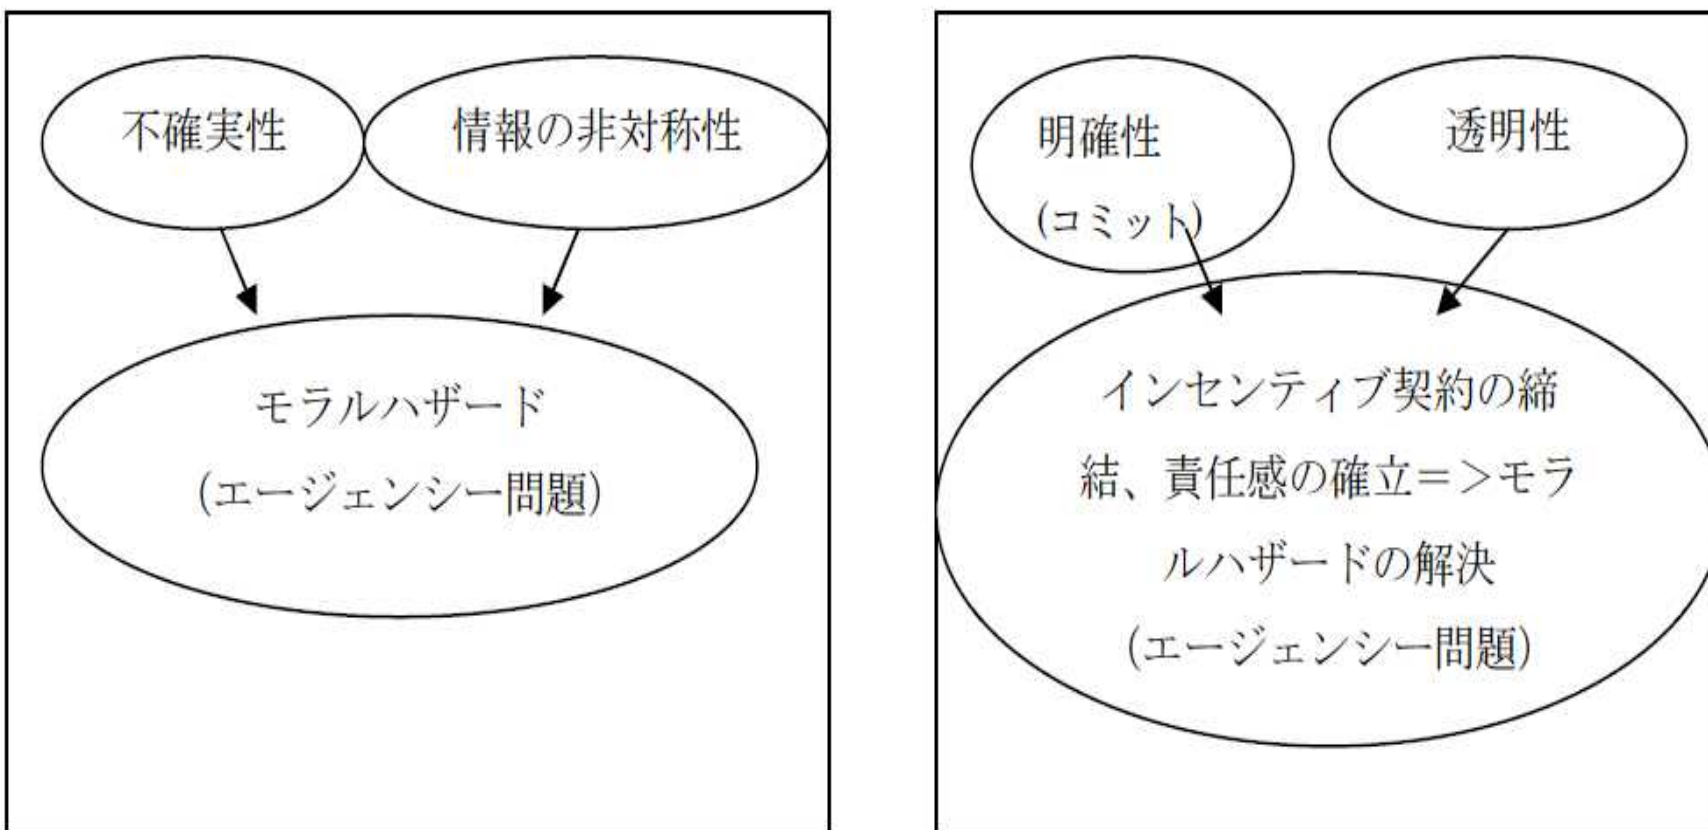 不確実性
情報の非対称性
モラルハザード
(エージェンシー問題)
明確性
(コミット)
透明性
インセンティブ契約の締
結、責任感の確立＝＞モラ
ルハザードの解決
(エージェンシー問題)